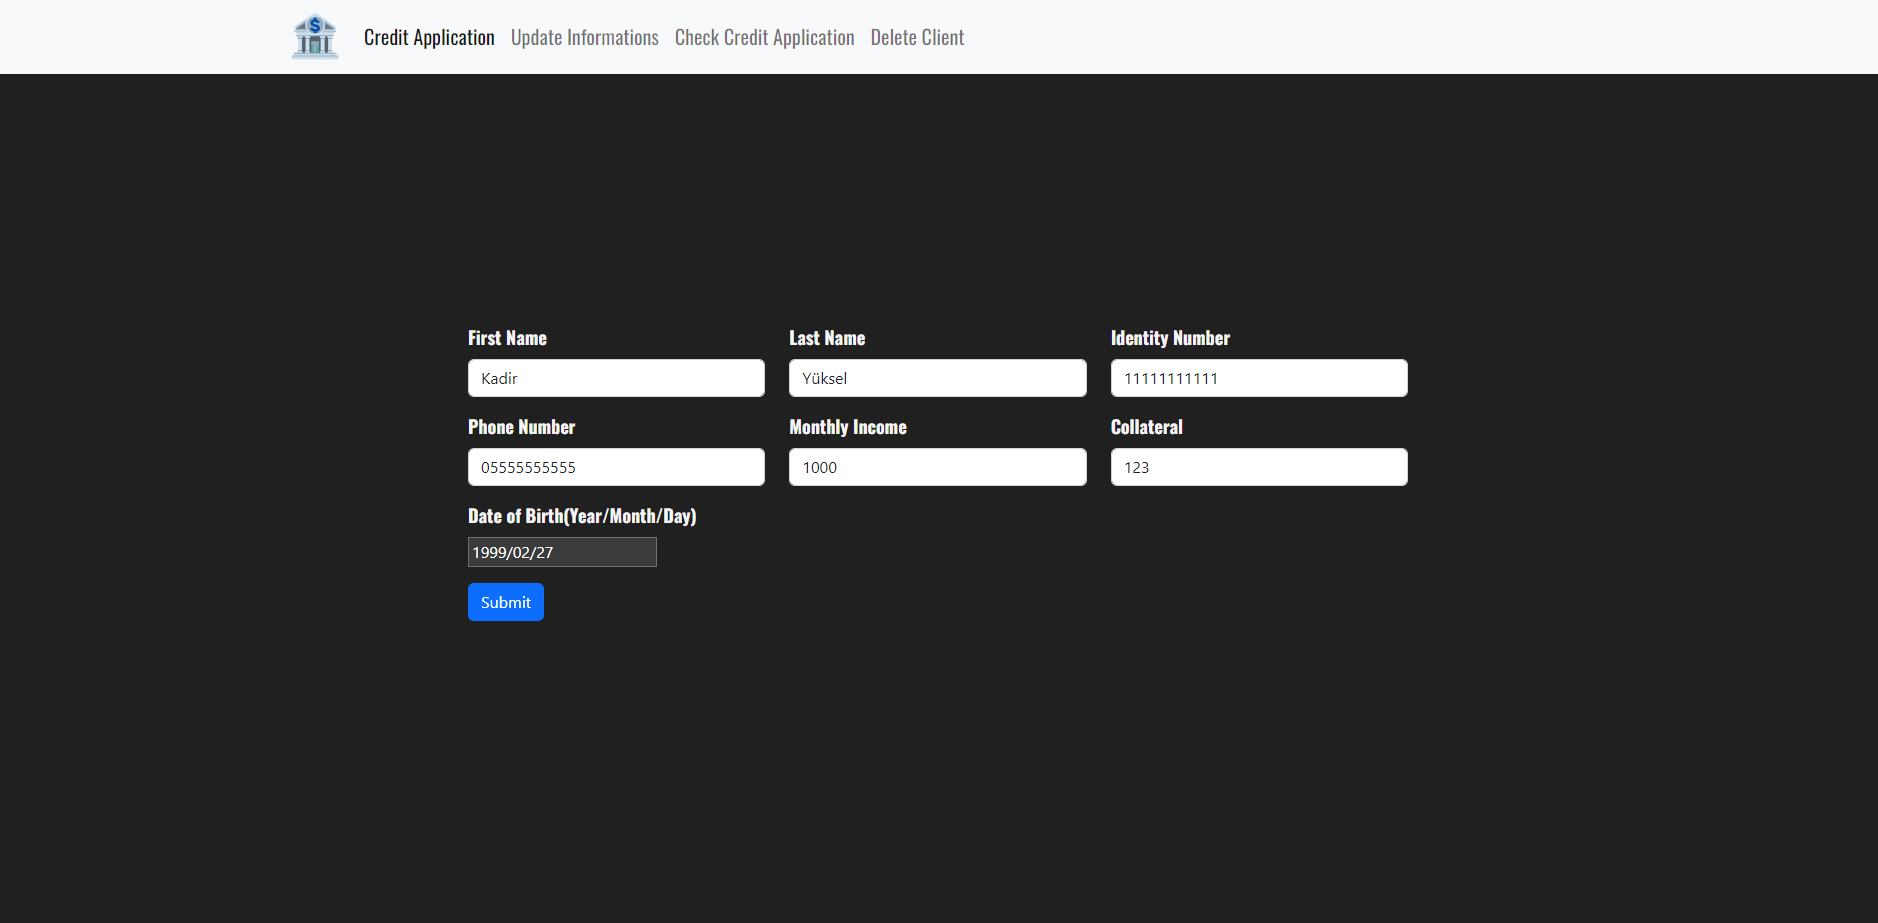 $
Credit Application Update Informations Check Credit Application Delete Client
First Name Last Name Identity Number
Kadir Yüksel 11111111111
Phone Number Monthly Income Collateral
05555555555 1000 123
Date of Birth(Year/Month/Day)
1999/02/27
Submit